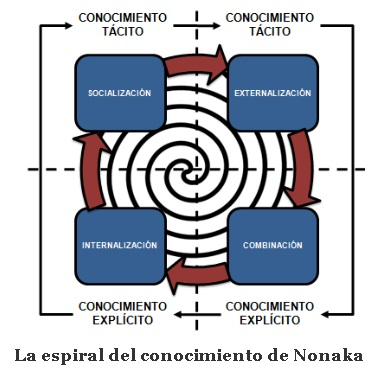 CONOCIMIENTO
TÁCITO
CONOCIMIENTO
TÁCITO
SOCIALIZACIÓN
EXTERNALIZACIÓN
INTERNALIZACIÓN
COMBINACIÓN
CONOCIMIENTO
EXPLÍCITO
CONOCIMIENTO
EXPLÍCITO
La espiral del conocimiento de Nonaka